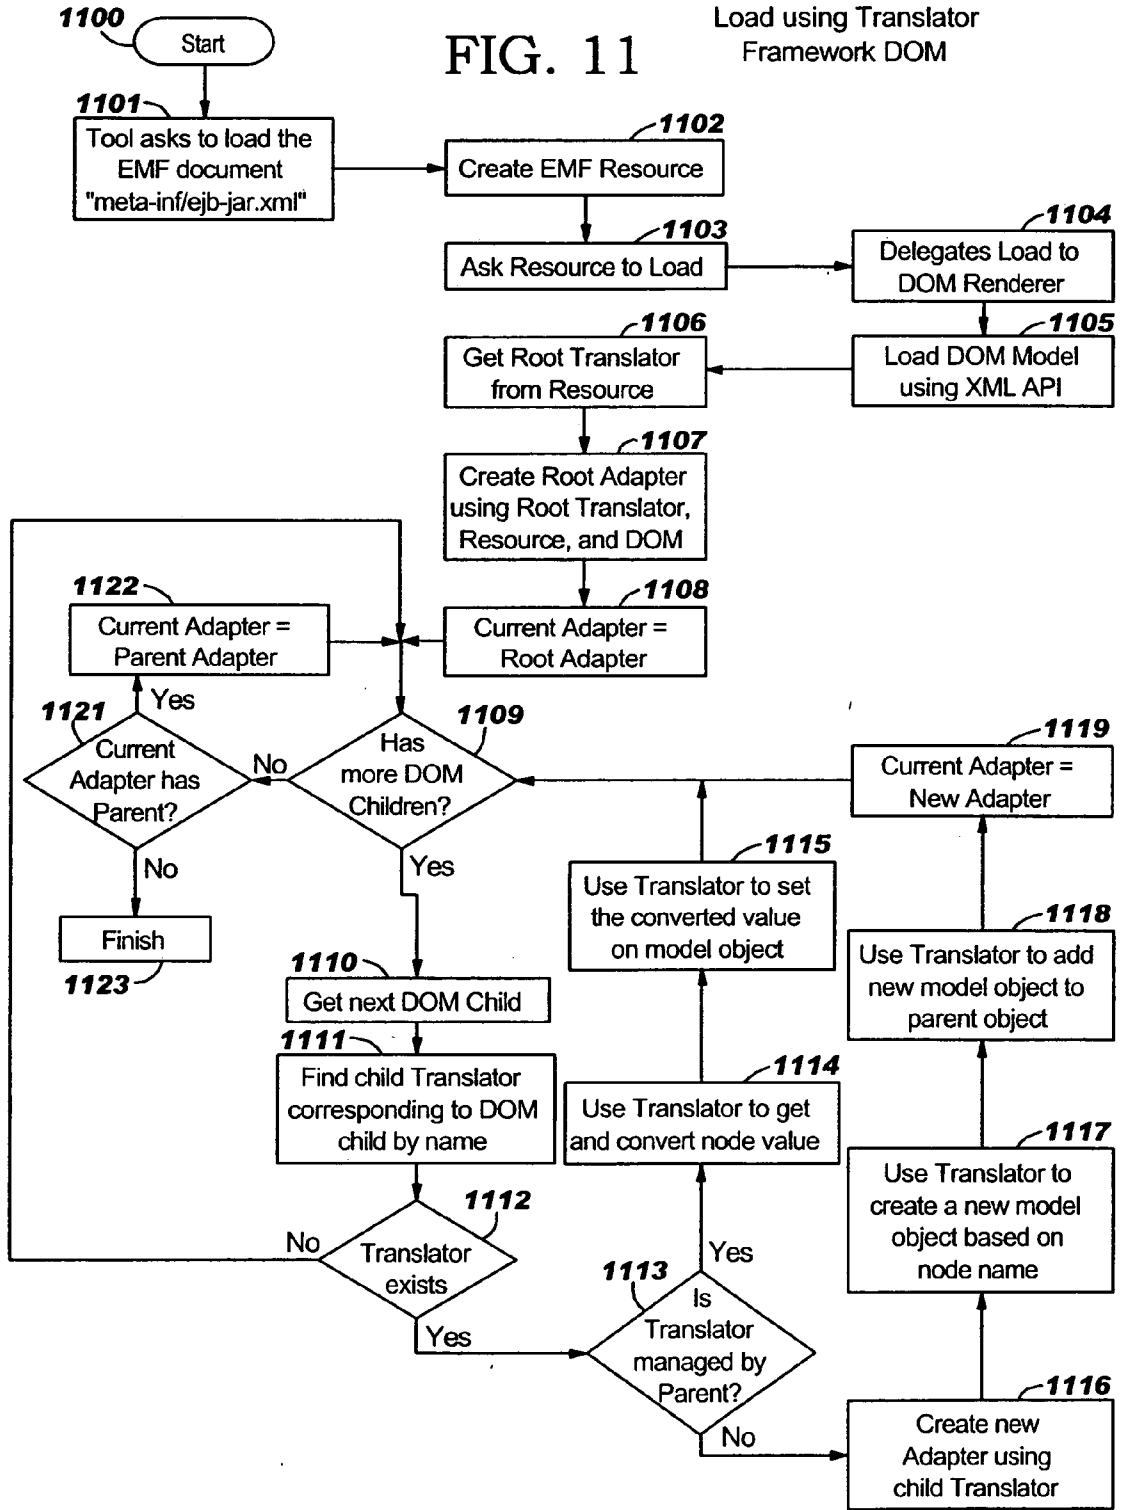 1100
Start
FIG. 11
Load using Translator
Framework DOM
1101
Tool asks to load the
EMF document
"meta-inf/ejb-jar.xml"
1102
Create EMF Resource
1103
Ask Resource to Load
1104
Delegates Load to
DOM Renderer
1105
Load DOM Model
using XML API
1106
Get Root Translator
from Resource
1107
Create Root Adapter
using Root Translator,
Resource, and DOM
1108
Current Adapter =
Root Adapter
1122
Current Adapter =
Parent Adapter
Yes
1121
Current
Adapter has
Parent?
No
1109
Has
more DOM
Children?
No
Finish
1123
Yes
1110
Get next DOM Child
1111
Find child Translator
corresponding to DOM
child by name
1112
Translator
exists
No
Yes
1113
Is
Translator
managed by
Parent?
Yes
No
1114
Use Translator to get
and convert node value
1115
Use Translator to set
the converted value
on model object
1116
Create new
Adapter using
child Translator
1117
Use Translator to
create a new model
object based on
node name
1118
Use Translator to add
new model object to
parent object
1119
Current Adapter =
New Adapter